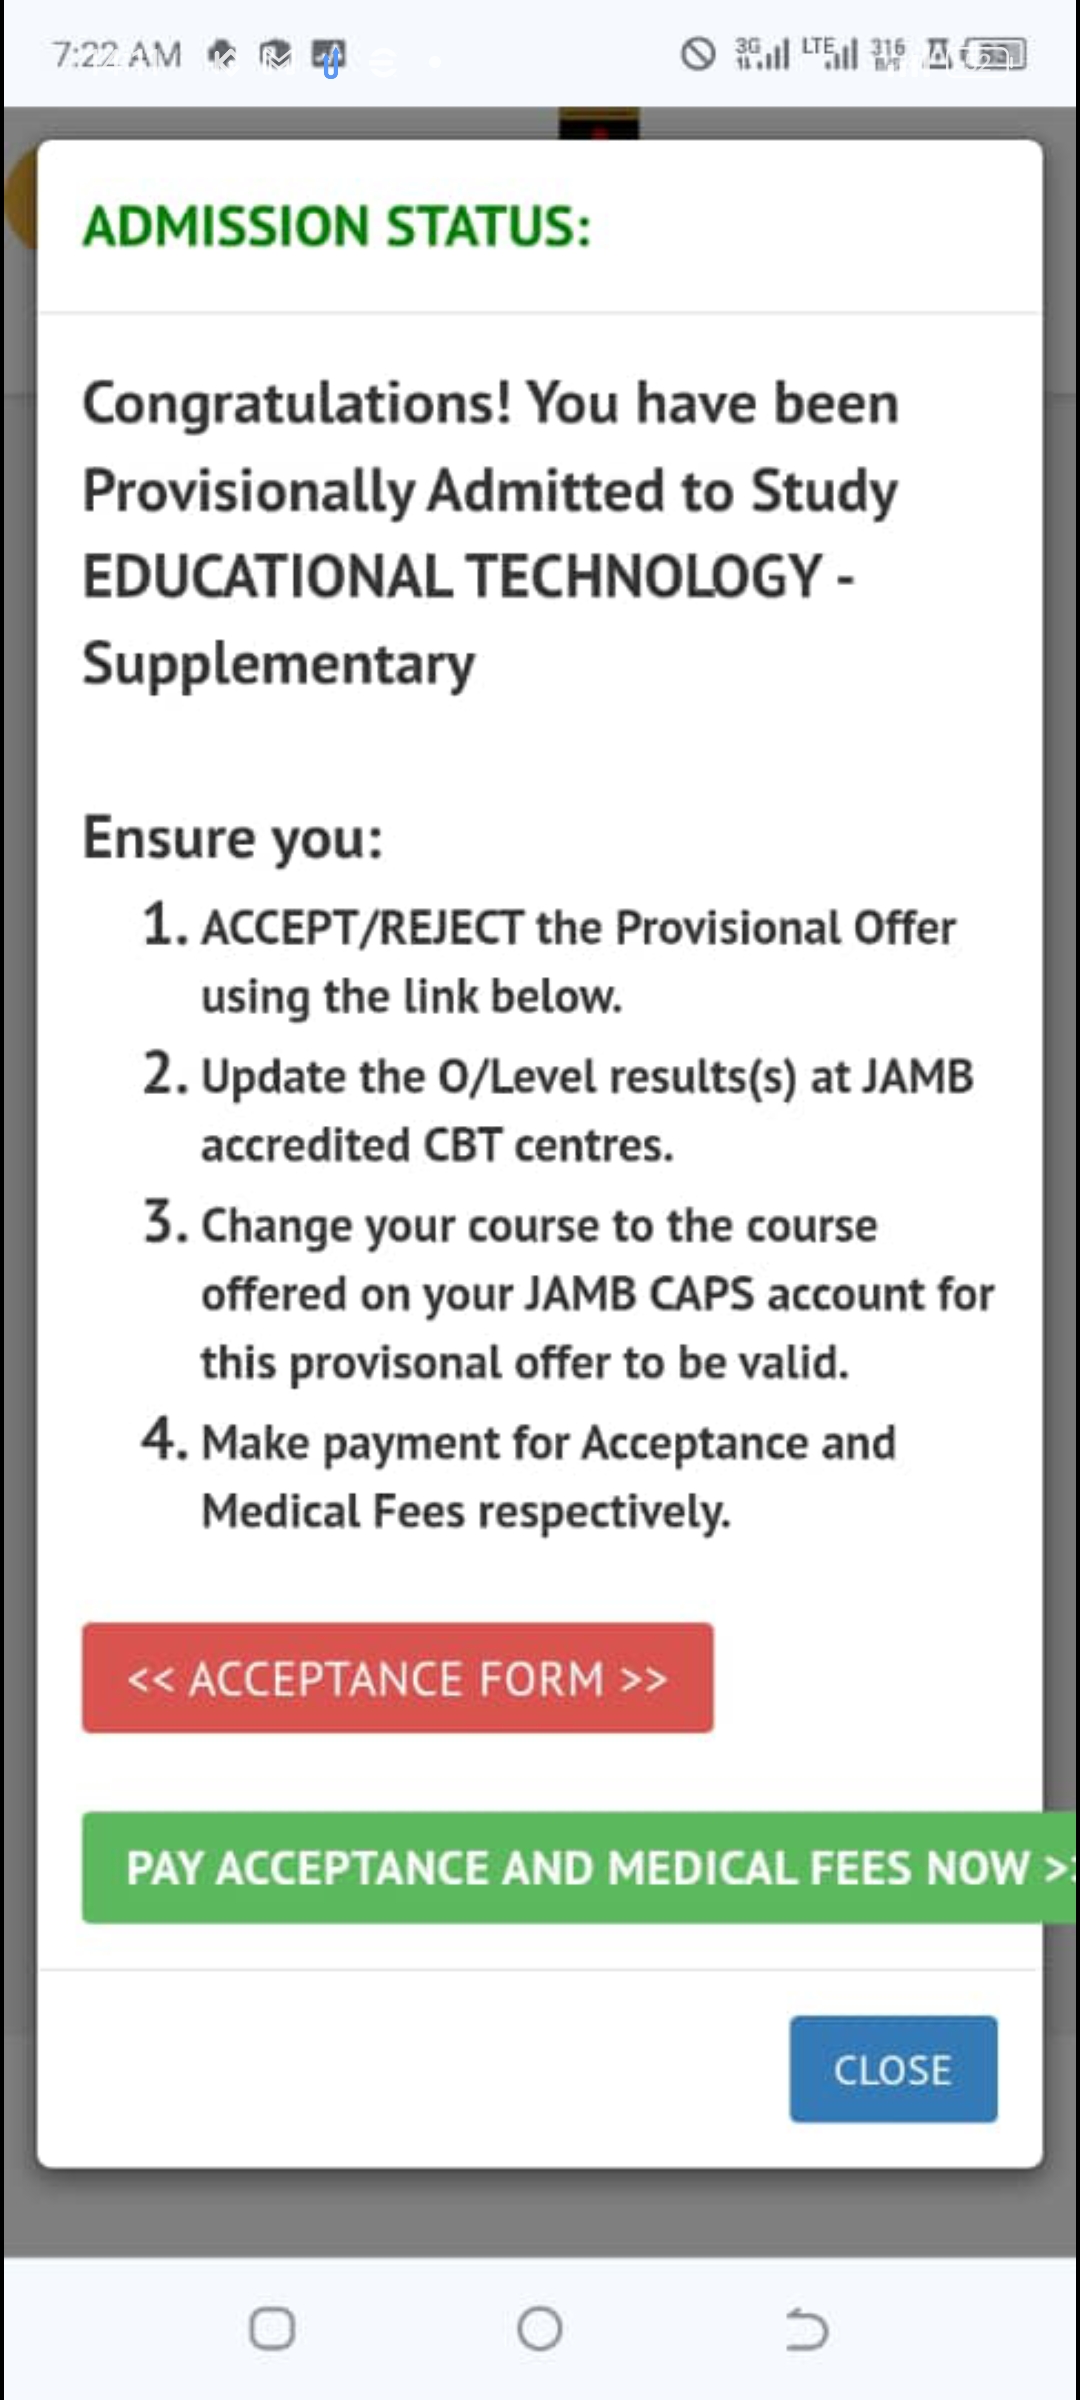 7:22 AM
3G LTE 316 B/S
ADMISSION STATUS:
Congratulations! You have been
Provisionally Admitted to Study
EDUCATIONAL TECHNOLOGY -
Supplementary
Ensure you:
1. ACCEPT/REJECT the Provisional Offer
using the link below.
2. Update the O/Level results(s) at JAMB
accredited CBT centres.
3. Change your course to the course
offered on your JAMB CAPS account for
this provisonal offer to be valid.
4. Make payment for Acceptance and
Medical Fees respectively.
<< ACCEPTANCE FORM >>
PAY ACCEPTANCE AND MEDICAL FEES NOW >>
CLOSE